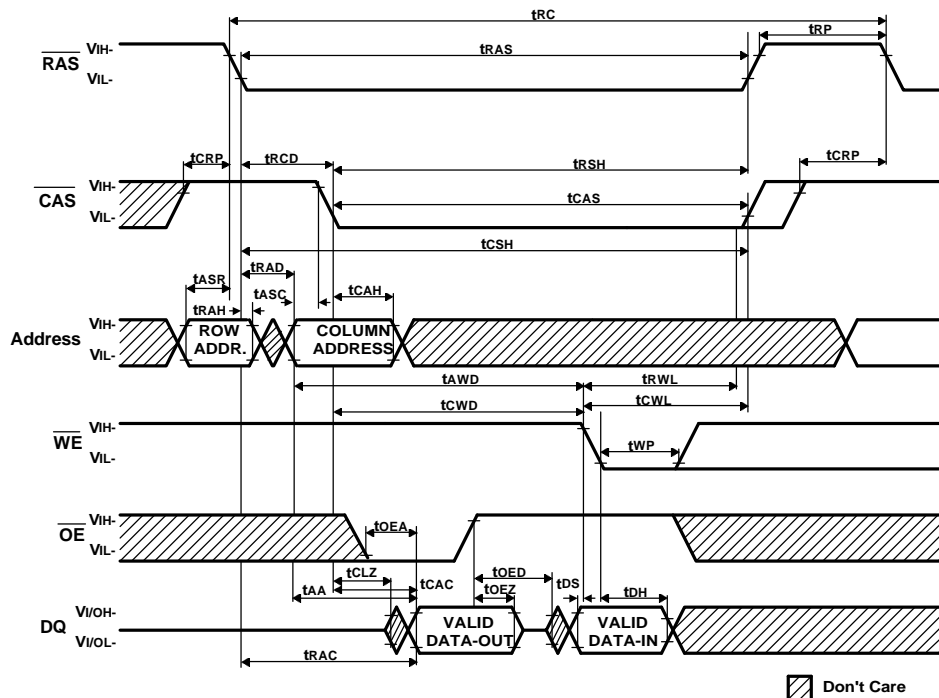 tRC
tRP
tRAS
RAS
VIH-
VIL-
tCRP
tRCD
tRSH
tCRP
CAS
VIH-
VIL-
tCAS
tCSH
tRAD
tASR
tASC
tCAH
tRAH
Address
VIH-
VIL-
ROW
ADDR.
COLUMN
ADDRESS
tAWD
tRWL
tCWD
tCWL
WE
VIH-
VIL-
tWP
OE
VIH-
VIL-
tOEA
tCLZ
tCAC
tAA
tOED
tOEZ
tDS
tDH
DQ
VI/OH-
VI/OL-
VALID
DATA-OUT
VALID
DATA-IN
tRAC
Don't Care